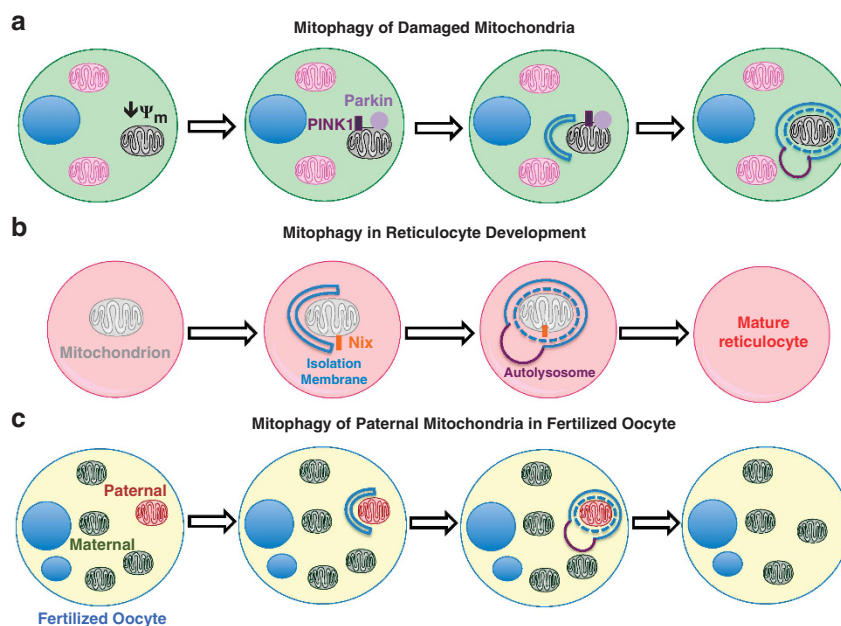 a
Mitophagy of Damaged Mitochondria
↓Ψm
Parkin
PINK1
b
Mitophagy in Reticulocyte Development
Mitochondrion
Nix
Isolation
Membrane
Autolysosome
Mature
reticulocyte
c
Mitophagy of Paternal Mitochondria in Fertilized Oocyte
Paternal
Maternal
Fertilized Oocyte